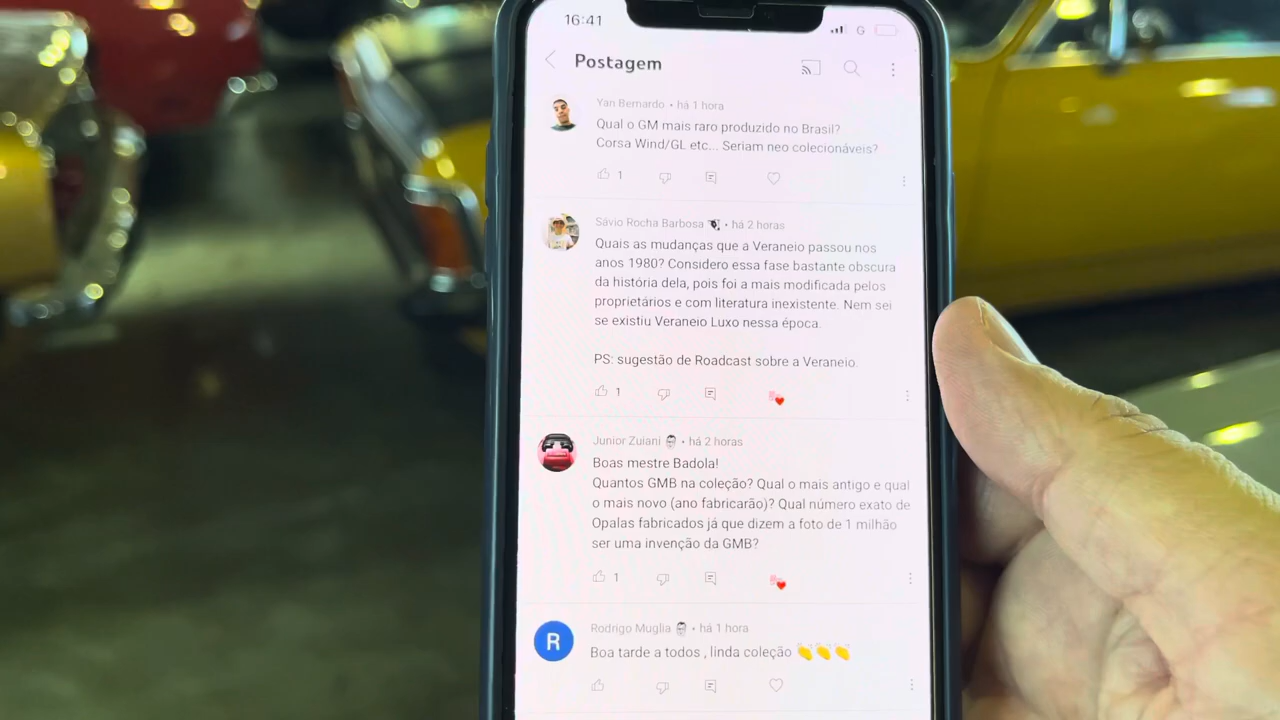 16:41
G
Postagem
Yan Bernardo • há 1 hora
Qual o GM mais raro produzido no Brasil?
Corsa Wind/GL etc... Seriam neo colecionáveis?
1
Sávio Rocha Barbosa • há 2 horas
Quais as mudanças que a Veraneio passou nos
anos 1980? Considero essa fase bastante obscura
da história dela, pois foi a mais modificada pelos
proprietários e com literatura inexistente. Nem sei
se existiu Veraneio Luxo nessa época.
PS: sugestão de Roadcast sobre a Veraneio.
1
Junior Zuiani • há 2 horas
Boas mestre Badola!
Quantos GMB na coleção? Qual o mais antigo e qual
o mais novo (ano fabricarão)? Qual número exato de
Opalas fabricados já que dizem a foto de 1 milhão
ser uma invenção da GMB?
1
R
Rodrigo Muglia • há 1 hora
Boa tarde a todos , linda coleção 👏👏👏